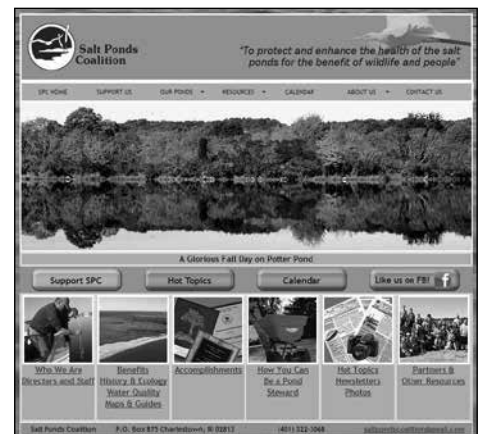 Salt Ponds
Coalition
"To protect and enhance the health of the salt
ponds for the benefit of wildlife and people"
SPC HOME SUPPORT US OUR PONDS RESOURCES CALENDAR ABOUT US CONTACT US
A Glorious Fall Day on Potter Pond
Support SPC Hot Topics Calendar Like us on FB! f
Who We Are Benefits Accomplishments How You Can Hot Topics Partners &
Directors and Staff History & Ecology Be a Pond Newsletters Other Resources
Water Quality Steward Photos
Maps & Guides
Salt Ponds Coalition P.O. Box 875 Charlestown, RI 02813 (401) 322-3068